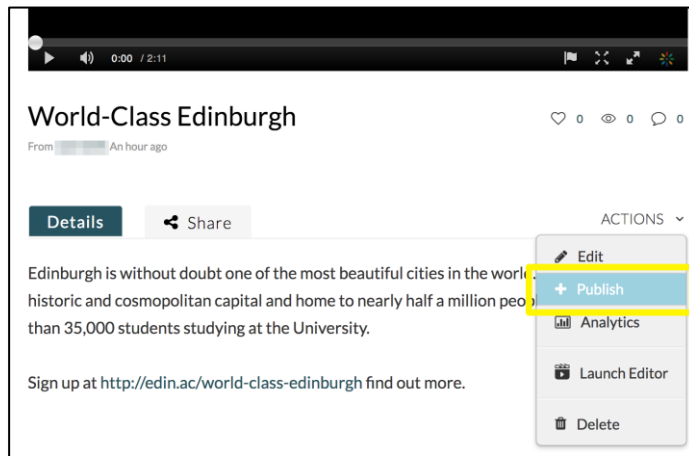 0:00 / 2:11
World-Class Edinburgh
0 0 0
From An hour ago
Details Share ACTIONS
Edit
Publish
Analytics
Launch Editor
Delete
Edinburgh is without doubt one of the most beautiful cities in the world.
historic and cosmopolitan capital and home to nearly half a million
than 35,000 students studying at the University.
Sign up at http://edin.ac/world-class-edinburgh find out more.